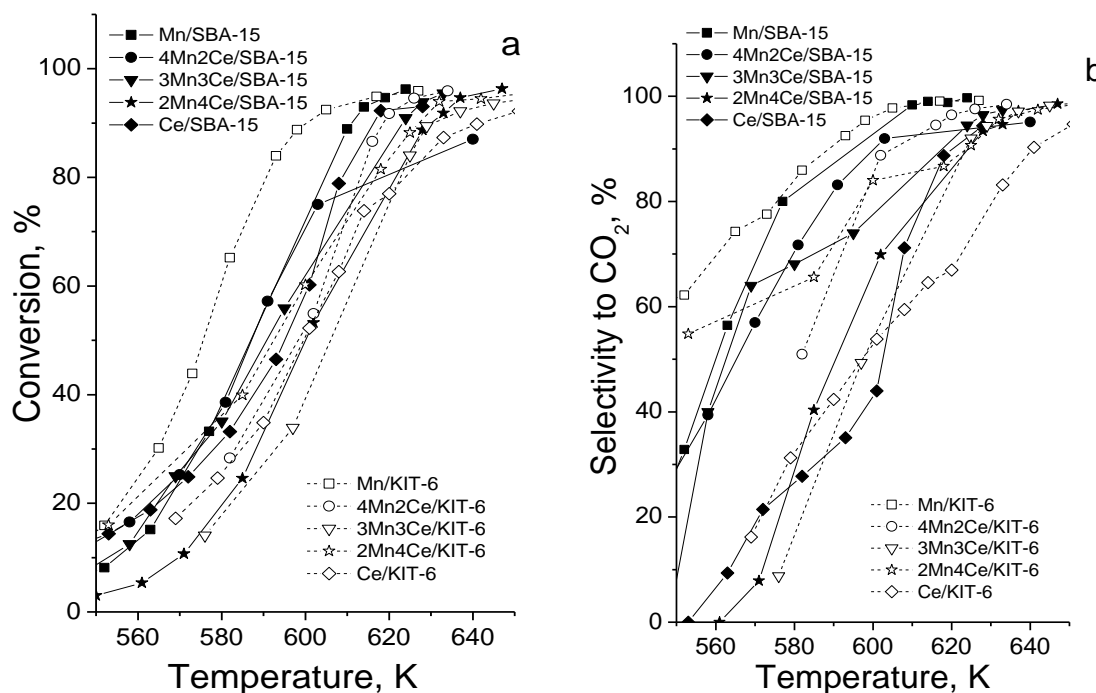 a
Mn/SBA-15
4Mn2Ce/SBA-15
3Mn3Ce/SBA-15
2Mn4Ce/SBA-15
Ce/SBA-15
Mn/KIT-6
4Mn2Ce/KIT-6
3Mn3Ce/KIT-6
2Mn4Ce/KIT-6
Ce/KIT-6
Conversion, %
100
80
60
40
20
0
560 580 600 620 640
Temperature, K
b
Mn/SBA-15
4Mn2Ce/SBA-15
3Mn3Ce/SBA-15
2Mn4Ce/SBA-15
Ce/SBA-15
Mn/KIT-6
4Mn2Ce/KIT-6
3Mn3Ce/KIT-6
2Mn4Ce/KIT-6
Ce/KIT-6
Selectivity to CO₂, %
100
80
60
40
20
0
560 580 600 620 640
Temperature, K